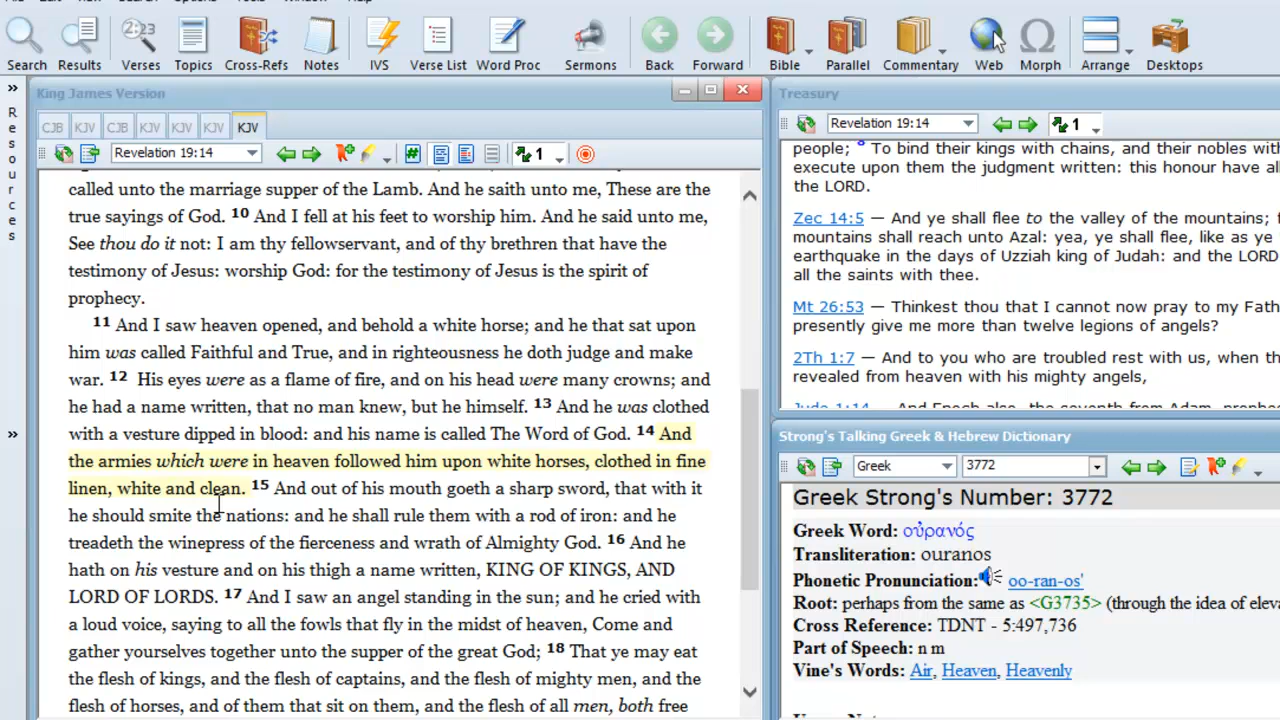 2:23
Search
Results
Verses
Topics
Cross-Refs
Notes
IVS
Verse List
Word Proc
Sermons
Back
Forward
Bible
Parallel
Commentary
Web
Morph
Arrange
Desktops
»
Resources
»
King James Version
CJB KJV CJB KJV KJV KJV KJV
Revelation 19:14
1
called unto the marriage supper of the Lamb. And he saith unto me, These are the
true sayings of God. 10 And I fell at his feet to worship him. And he said unto me,
See thou do it not: I am thy fellowservant, and of thy brethren that have the
testimony of Jesus: worship God: for the testimony of Jesus is the spirit of
prophecy.
11 And I saw heaven opened, and behold a white horse; and he that sat upon
him was called Faithful and True, and in righteousness he doth judge and make
war. 12 His eyes were as a flame of fire, and on his head were many crowns; and
he had a name written, that no man knew, but he himself. 13 And he was clothed
with a vesture dipped in blood: and his name is called The Word of God. 14 And
the armies which were in heaven followed him upon white horses, clothed in fine
linen, white and clean. 15 And out of his mouth goeth a sharp sword, that with it
he should smite the nations: and he shall rule them with a rod of iron: and he
treadeth the winepress of the fierceness and wrath of Almighty God. 16 And he
hath on his vesture and on his thigh a name written, KING OF KINGS, AND
LORD OF LORDS. 17 And I saw an angel standing in the sun; and he cried with
a loud voice, saying to all the fowls that fly in the midst of heaven, Come and
gather yourselves together unto the supper of the great God; 18 That ye may eat
the flesh of kings, and the flesh of captains, and the flesh of mighty men, and the
flesh of horses, and of them that sit on them, and the flesh of all men, both free
Treasury
Revelation 19:14
1
people; 8 To bind their kings with chains, and their nobles with
execute upon them the judgment written: this honour have al
the LORD.
Zec 14:5 — And ye shall flee to the valley of the mountains; f
mountains shall reach unto Azal: yea, ye shall flee, like as ye
earthquake in the days of Uzziah king of Judah: and the LORD
all the saints with thee.
Mt 26:53 — Thinkest thou that I cannot now pray to my Fath
presently give me more than twelve legions of angels?
2Th 1:7 — And to you who are troubled rest with us, when th
revealed from heaven with his mighty angels,
Jude 1:14 — And Enoch also, the seventh from Adam, prophe
Strong's Talking Greek & Hebrew Dictionary
Greek
3772
Greek Strong's Number: 3772
Greek Word: οὐρανός
Transliteration: ouranos
Phonetic Pronunciation: oo-ran-os'
Root: perhaps from the same as <G3735> (through the idea of eleva
Cross Reference: TDNT - 5:497,736
Part of Speech: n m
Vine's Words: Air, Heaven, Heavenly